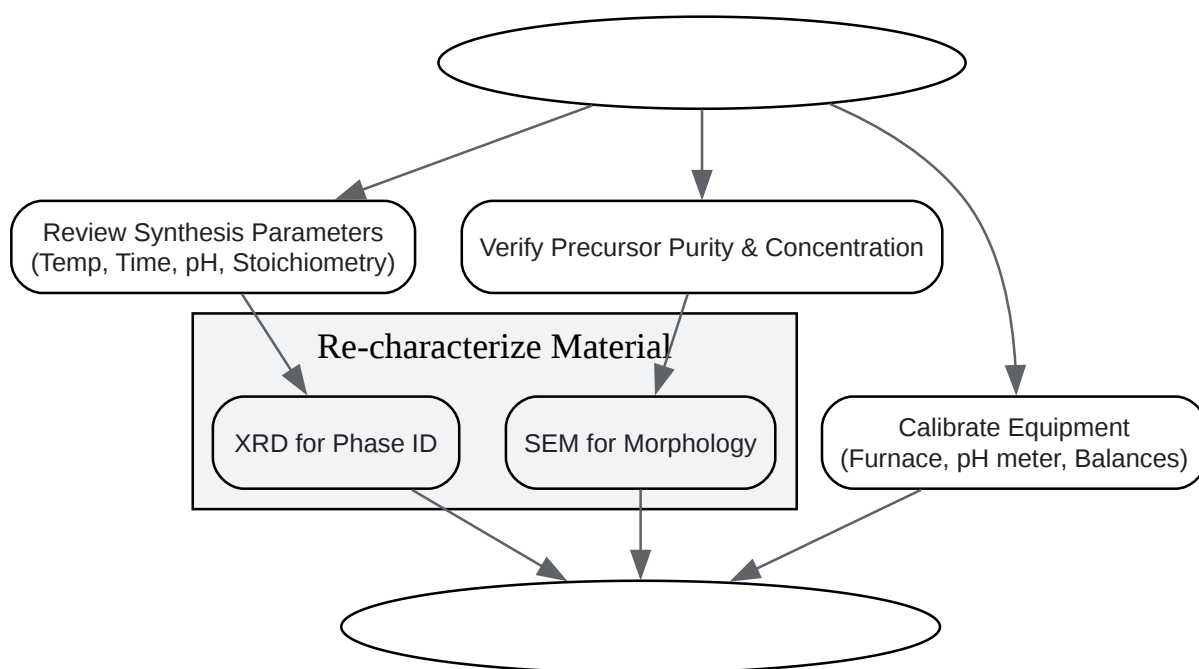 Review Synthesis Parameters
(Temp, Time, pH, Stoichiometry)
Verify Precursor Purity & Concentration
Re-characterize Material
XRD for Phase ID
SEM for Morphology
Calibrate Equipment
(Furnace, pH meter, Balances)